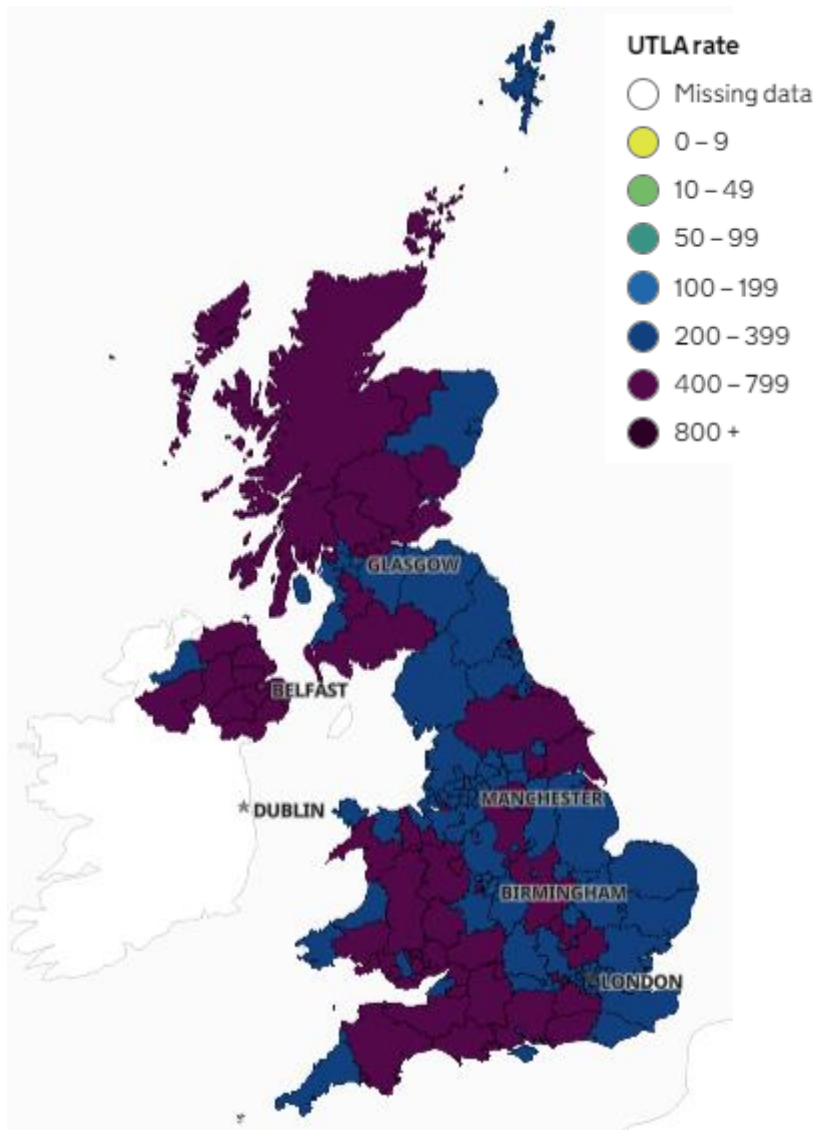 UTLA rate
Missing data
0 – 9
10 – 49
50 – 99
100 – 199
200 – 399
400 – 799
800 +
GLASGOW
BELFAST
MANCHESTER
* DUBLIN
BIRMINGHAM
LONDON